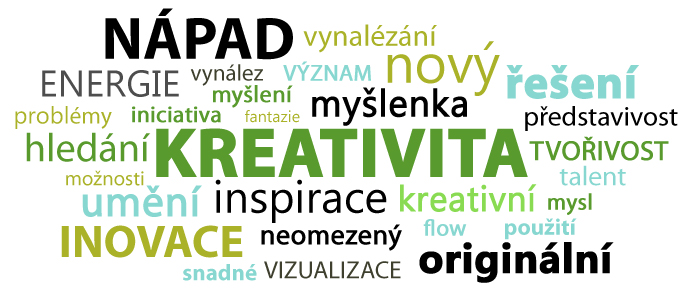 NÁPAD vynalézání
ENERGIE vynález VÝZNAM nový řešení
myšlení
problémy iniciativa fantazie myšlenka představivost
hledání KREATIVITA TVOŘIVOST
možnosti talent
umění inspirace kreativní mysl
INOVACE neomezený flow použití
snadné VIZUALIZACE originální